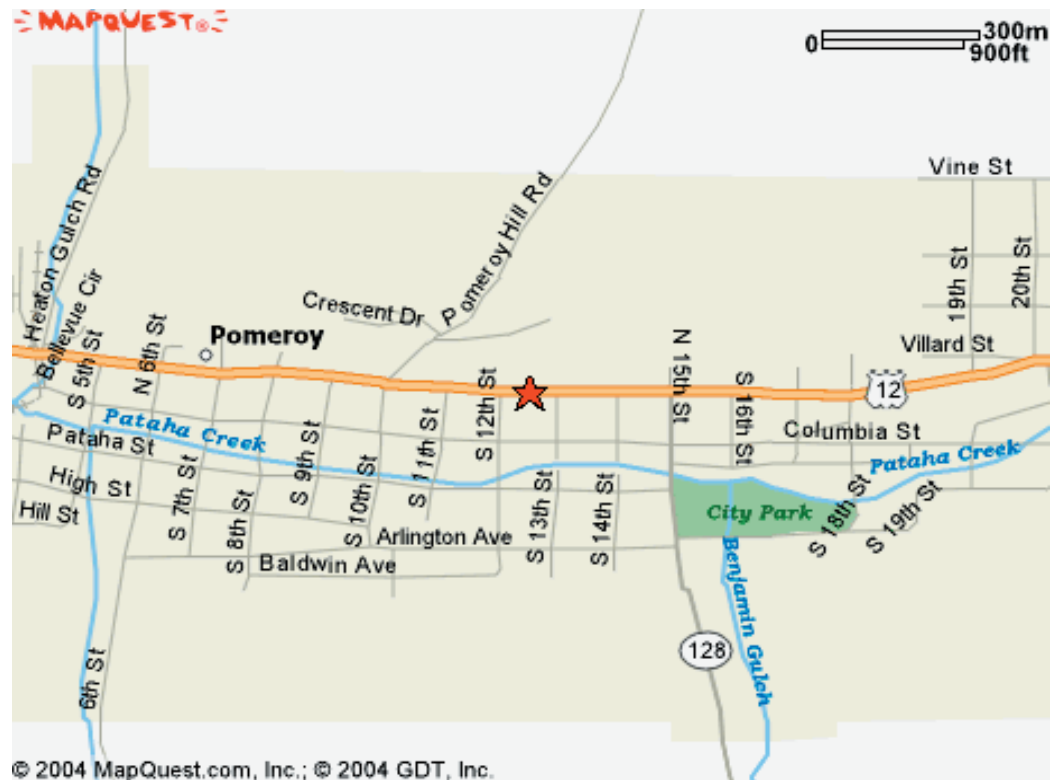 MAPQUEST®
0 300m
900ft
Vine St
Heaton Gulch Rd
Pomeroy Hill Rd
19th St
20th St
Bellevue Cir
Crescent Dr
S 5th St
N 6th St
Pomeroy
N 15th St
Villard St
S 12th St
S 16th St
12
Pataha Creek
Columbia St
Pataha St
S 9th St
S 11th St
Pataha Creek
High St
S 7th St
S 10th St
S 13th St
S 14th St
City Park
S 18th St
S 19th St
Hill St
S 8th St
Arlington Ave
Baldwin Ave
Benjamin Gulch
128
6th St
© 2004 MapQuest.com, Inc.; © 2004 GDT, Inc.